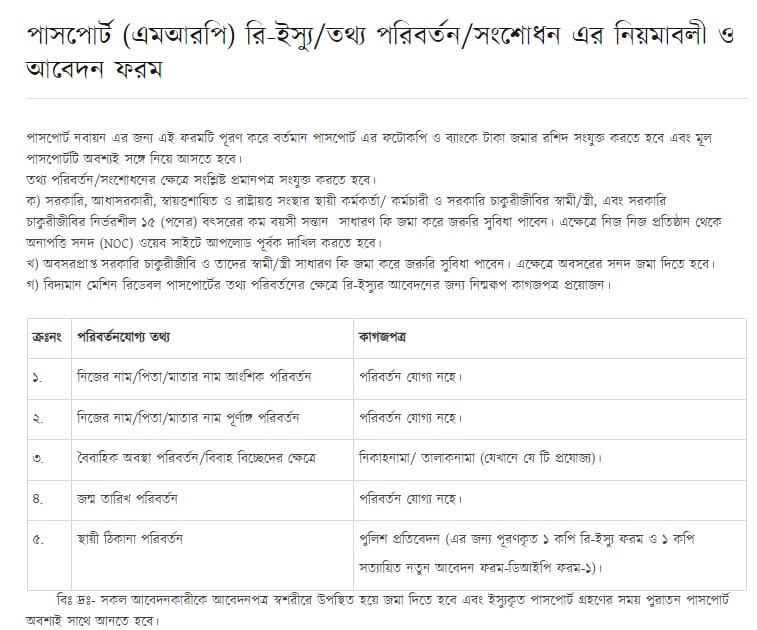 পাসপোর্ট (এমআরপি) রি-ইস্যু/তথ্য পরিবর্তন/সংশোধন এর নিয়মাবলী ও
আবেদন ফরম
পাসপোর্ট নবায়ন এর জন্য এই ফরমটি পূরণ করে বর্তমান পাসপোর্ট এর ফটোকপি ও ব্যাংকে টাকা জমার রশিদ সংযুক্ত করতে হবে এবং মূল
পাসপোর্টটি অবশ্যই সঙ্গে নিয়ে আসতে হবে।
তথ্য পরিবর্তন/সংশোধনের ক্ষেত্রে সংশ্লিষ্ট প্রমানপত্র সংযুক্ত করতে হবে।
ক) সরকারি, আধাসরকারী, স্বায়ত্তশাষিত ও রাষ্ট্রায়ত্ত সংস্থার স্থায়ী কর্মকর্তা/ কর্মচারী ও সরকারি চাকুরীজীবির স্বামী/স্ত্রী, এবং সরকারি
চাকুরীজীবির নির্ভরশীল ১৫ (পনের) বৎসরের কম বয়সী সন্তান সাধারণ ফি জমা করে জরুরি সুবিধা পাবেন। এক্ষেত্রে নিজ নিজ প্রতিষ্ঠান থেকে
অনাপত্তি সনদ (NOC) ওয়েব সাইটে আপলোড পূর্বক দাখিল করতে হবে।
খ) অবসরপ্রাপ্ত সরকারি চাকুরীজীবি ও তাদের স্বামী/স্ত্রী সাধারণ ফি জমা করে জরুরি সুবিধা পাবেন। এক্ষেত্রে অবসরের সনদ জমা দিতে হবে।
গ) বিদ্যমান মেশিন রিডেবল পাসপোর্টের তথ্য পরিবর্তনের ক্ষেত্রে রি-ইস্যুর আবেদনের জন্য নিন্মরূপ কাগজপত্র প্রয়োজন।
ক্রঃনং পরিবর্তনযোগ্য তথ্য কাগজপত্র
১. নিজের নাম/পিতা/মাতার নাম আংশিক পরিবর্তন পরিবর্তন যোগ্য নহে।
২. নিজের নাম/পিতা/মাতার নাম পূর্ণাঙ্গ পরিবর্তন পরিবর্তন যোগ্য নহে।
৩. বৈবাহিক অবস্থা পরিবর্তন/বিবাহ বিচ্ছেদের ক্ষেত্রে নিকাহনামা/ তালাকনামা (যেখানে যে টি প্রযোজ্য)।
৪. জন্ম তারিখ পরিবর্তন পরিবর্তন যোগ্য নহে।
৫. স্থায়ী ঠিকানা পরিবর্তন পুলিশ প্রতিবেদন (এর জন্য পূরণকৃত ১ কপি রি-ইস্যু ফরম ও ১ কপি
সত্যায়িত নতুন আবেদন ফরম-ডিআইপি ফরম-১)।
বিঃ দ্রঃ- সকল আবেদনকারীকে আবেদনপত্র স্বশরীরে উপস্থিত হয়ে জমা দিতে হবে এবং ইস্যুকৃত পাসপোর্ট গ্রহণের সময় পুরাতন পাসপোর্ট
অবশ্যই সাথে আনতে হবে।